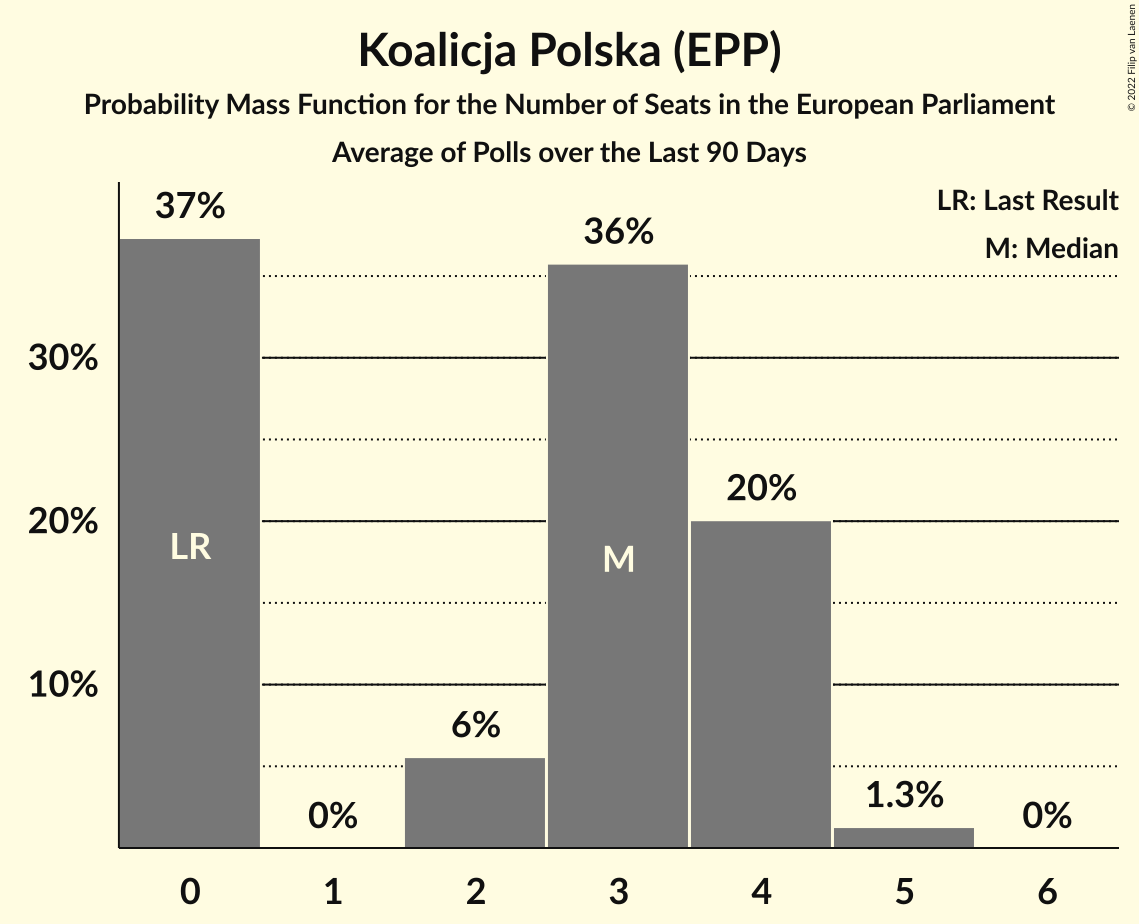 Koalicja Polska (EPP)
Probability Mass Function for the Number of Seats in the European Parliament
Average of Polls over the Last 90 Days
© 2022 Filip van Laenen
LR: Last Result
M: Median
37%
36%
30%
20%
20%
LR
M
10%
6%
1.3%
0%
0%
0 1 2 3 4 5 6